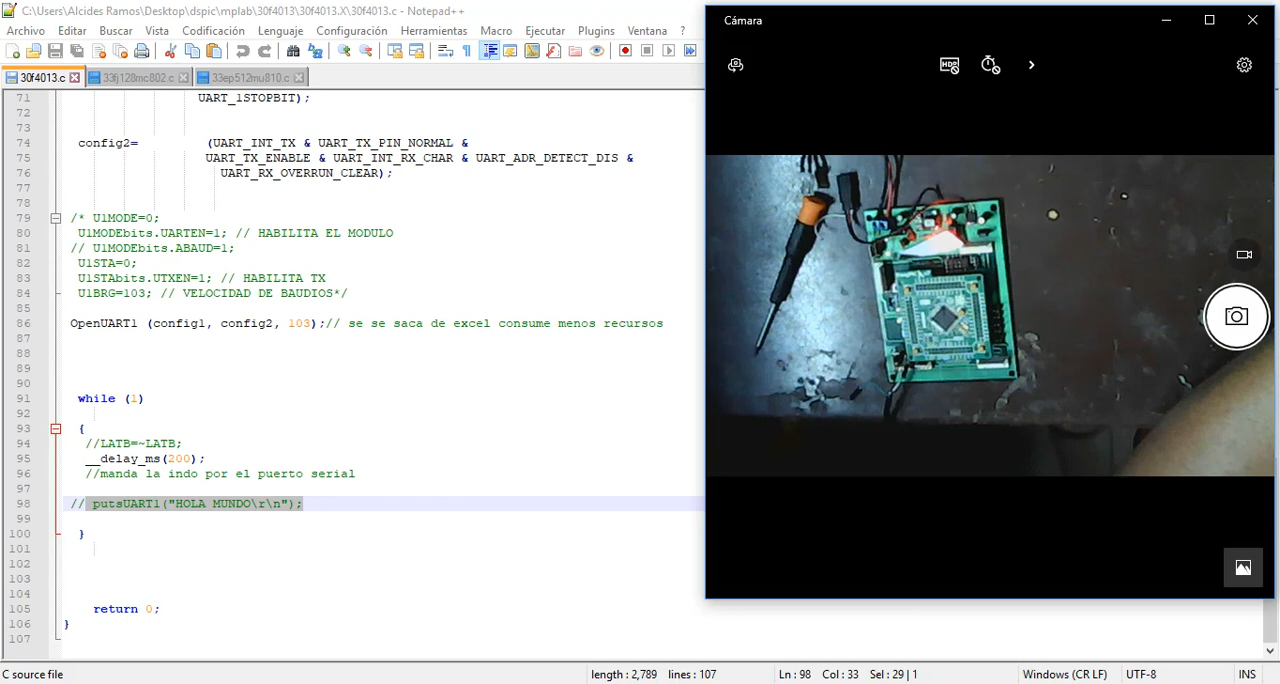 C:\Users\Alcides Ramos\Desktop\dspic\mplab\30f4013\30f4013.X\30f4013.c - Notepad++
Archivo Editar Buscar Vista Codificación Lenguaje Configuración Herramientas Macro Ejecutar Plugins Ventana ?
30f4013.c 33fj128mc802.c 33ep512mu810.c
71 UART_1STOPBIT);
72
73
74 config2= (UART_INT_TX & UART_TX_PIN_NORMAL &
75 UART_TX_ENABLE & UART_INT_RX_CHAR & UART_ADR_DETECT_DIS &
76 UART_RX_OVERRUN_CLEAR);
77
78
79 /* U1MODE=0;
80 U1MODEbits.UARTEN=1; // HABILITA EL MODULO
81 // U1MODEbits.ABAUD=1;
82 U1STA=0;
83 U1STAbits.UTXEN=1; // HABILITA TX
84 U1BRG=103; // VELOCIDAD DE BAUDIOS*/
85
86 OpenUART1 (config1, config2, 103);// se se saca de excel consume menos recursos
87
88
89
90
91 while (1)
92
93 {
94 //LATB=~LATB;
95 __delay_ms(200);
96 //manda la indo por el puerto serial
97
98 // putsUART1("HOLA MUNDO\r\n");
99
100 }
101
102
103
104
105 return 0;
106 }
107
C source file length : 2,789 lines : 107 Ln : 98 Col : 33 Sel : 29 | 1 Windows (CR LF) UTF-8 INS
Cámara
HDR